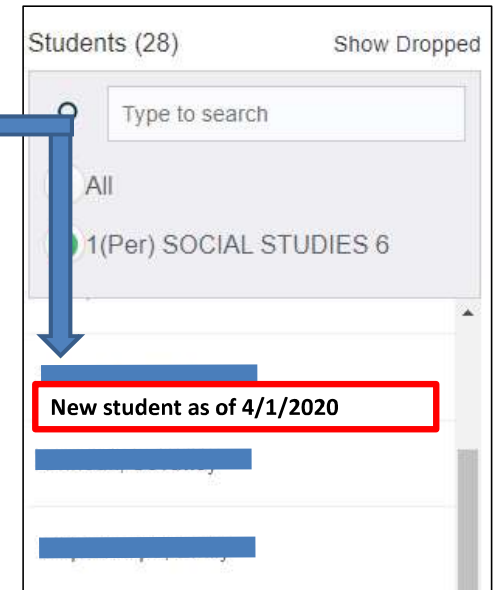 Students (28) Show Dropped
Type to search
All
1(Per) SOCIAL STUDIES 6
New student as of 4/1/2020